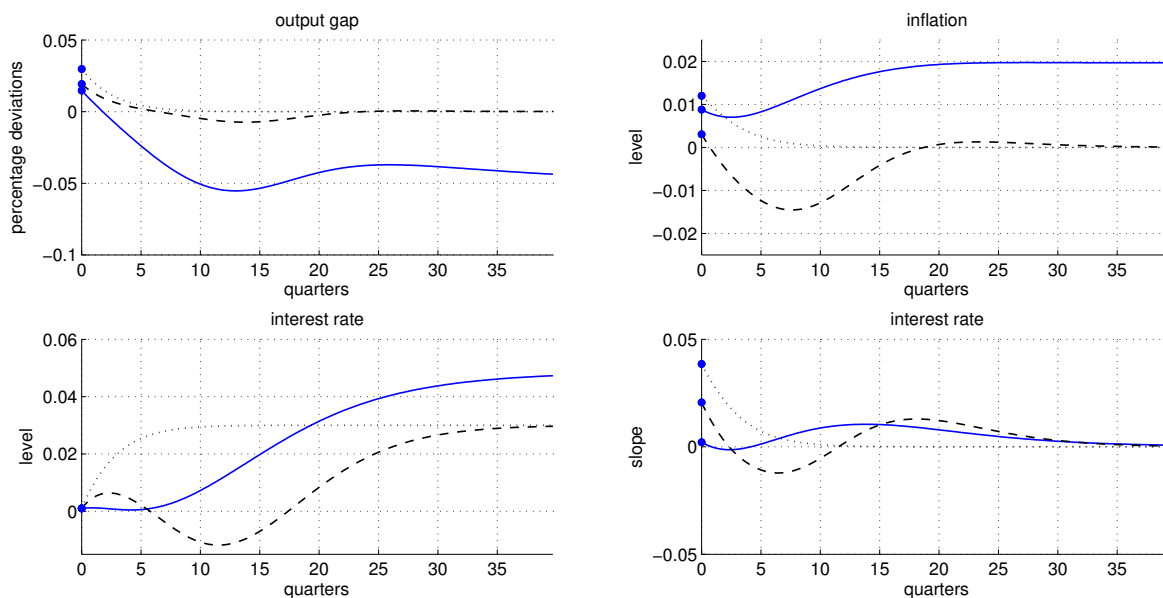 output gap
percentage deviations
0.05
0
−0.05
−0.1
0 5 10 15 20 25 30 35
quarters
inflation
level
0.02
0.01
0
−0.01
−0.02
0 5 10 15 20 25 30 35
quarters
interest rate
level
0.06
0.04
0.02
0
0 5 10 15 20 25 30 35
quarters
interest rate
slope
0.05
0
−0.05
0 5 10 15 20 25 30 35
quarters